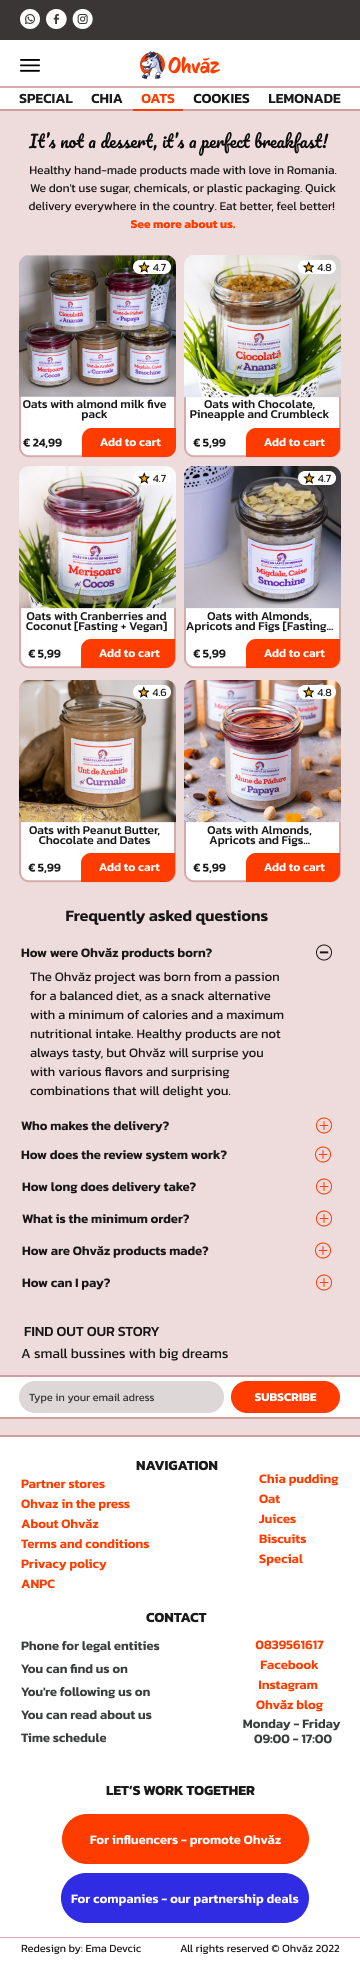 Ohvăz
SPECIAL CHIA OATS COOKIES LEMONADE
It's not a dessert, it's a perfect breakfast!
Healthy hand-made products made with love in Romania.
We don't use sugar, chemicals, or plastic packaging. Quick
delivery everywhere in the country. Eat better, feel better!
See more about us.
4.7
Ciocolată
și Ananas
Alune de Pădure
și Papaya
Merișoare
și Cocos
Unt de Arahide
și Curmale
Migdale, Caise
Smochine
Oats with almond milk five
pack
€ 24,99 Add to cart
4.8
Ciocolată
și Ananas
Oats with Chocolate,
Pineapple and Crumbleck
€ 5,99 Add to cart
4.7
Merișoare
și Cocos
Oats with Cranberries and
Coconut [Fasting + Vegan]
€ 5,99 Add to cart
4.7
Migdale, Caise
Smochine
Oats with Almonds,
Apricots and Figs [Fasting...
€ 5,99 Add to cart
4.6
Unt de Arahide
și Curmale
Oats with Peanut Butter,
Chocolate and Dates
€ 5,99 Add to cart
4.8
Alune de Pădure
și Papaya
Oats with Almonds,
Apricots and Figs...
€ 5,99 Add to cart
Frequently asked questions
How were Ohvăz products born?
The Ohvăz project was born from a passion
for a balanced diet, as a snack alternative
with a minimum of calories and a maximum
nutritional intake. Healthy products are not
always tasty, but Ohvăz will surprise you
with various flavors and surprising
combinations that will delight you.
Who makes the delivery?
How does the review system work?
How long does delivery take?
What is the minimum order?
How are Ohvăz products made?
How can I pay?
FIND OUT OUR STORY
A small bussines with big dreams
Type in your email adress SUBSCRIBE
NAVIGATION
Partner stores
Ohvaz in the press
About Ohvăz
Terms and conditions
Privacy policy
ANPC
Chia pudding
Oat
Juices
Biscuits
Special
CONTACT
Phone for legal entities 0839561617
You can find us on Facebook
You're following us on Instagram
You can read about us Ohvăz blog
Time schedule Monday - Friday
09:00 - 17:00
LET'S WORK TOGETHER
For influencers - promote Ohvăz
For companies - our partnership deals
Redesign by: Ema Devcic All rights reserved © Ohvăz 2022